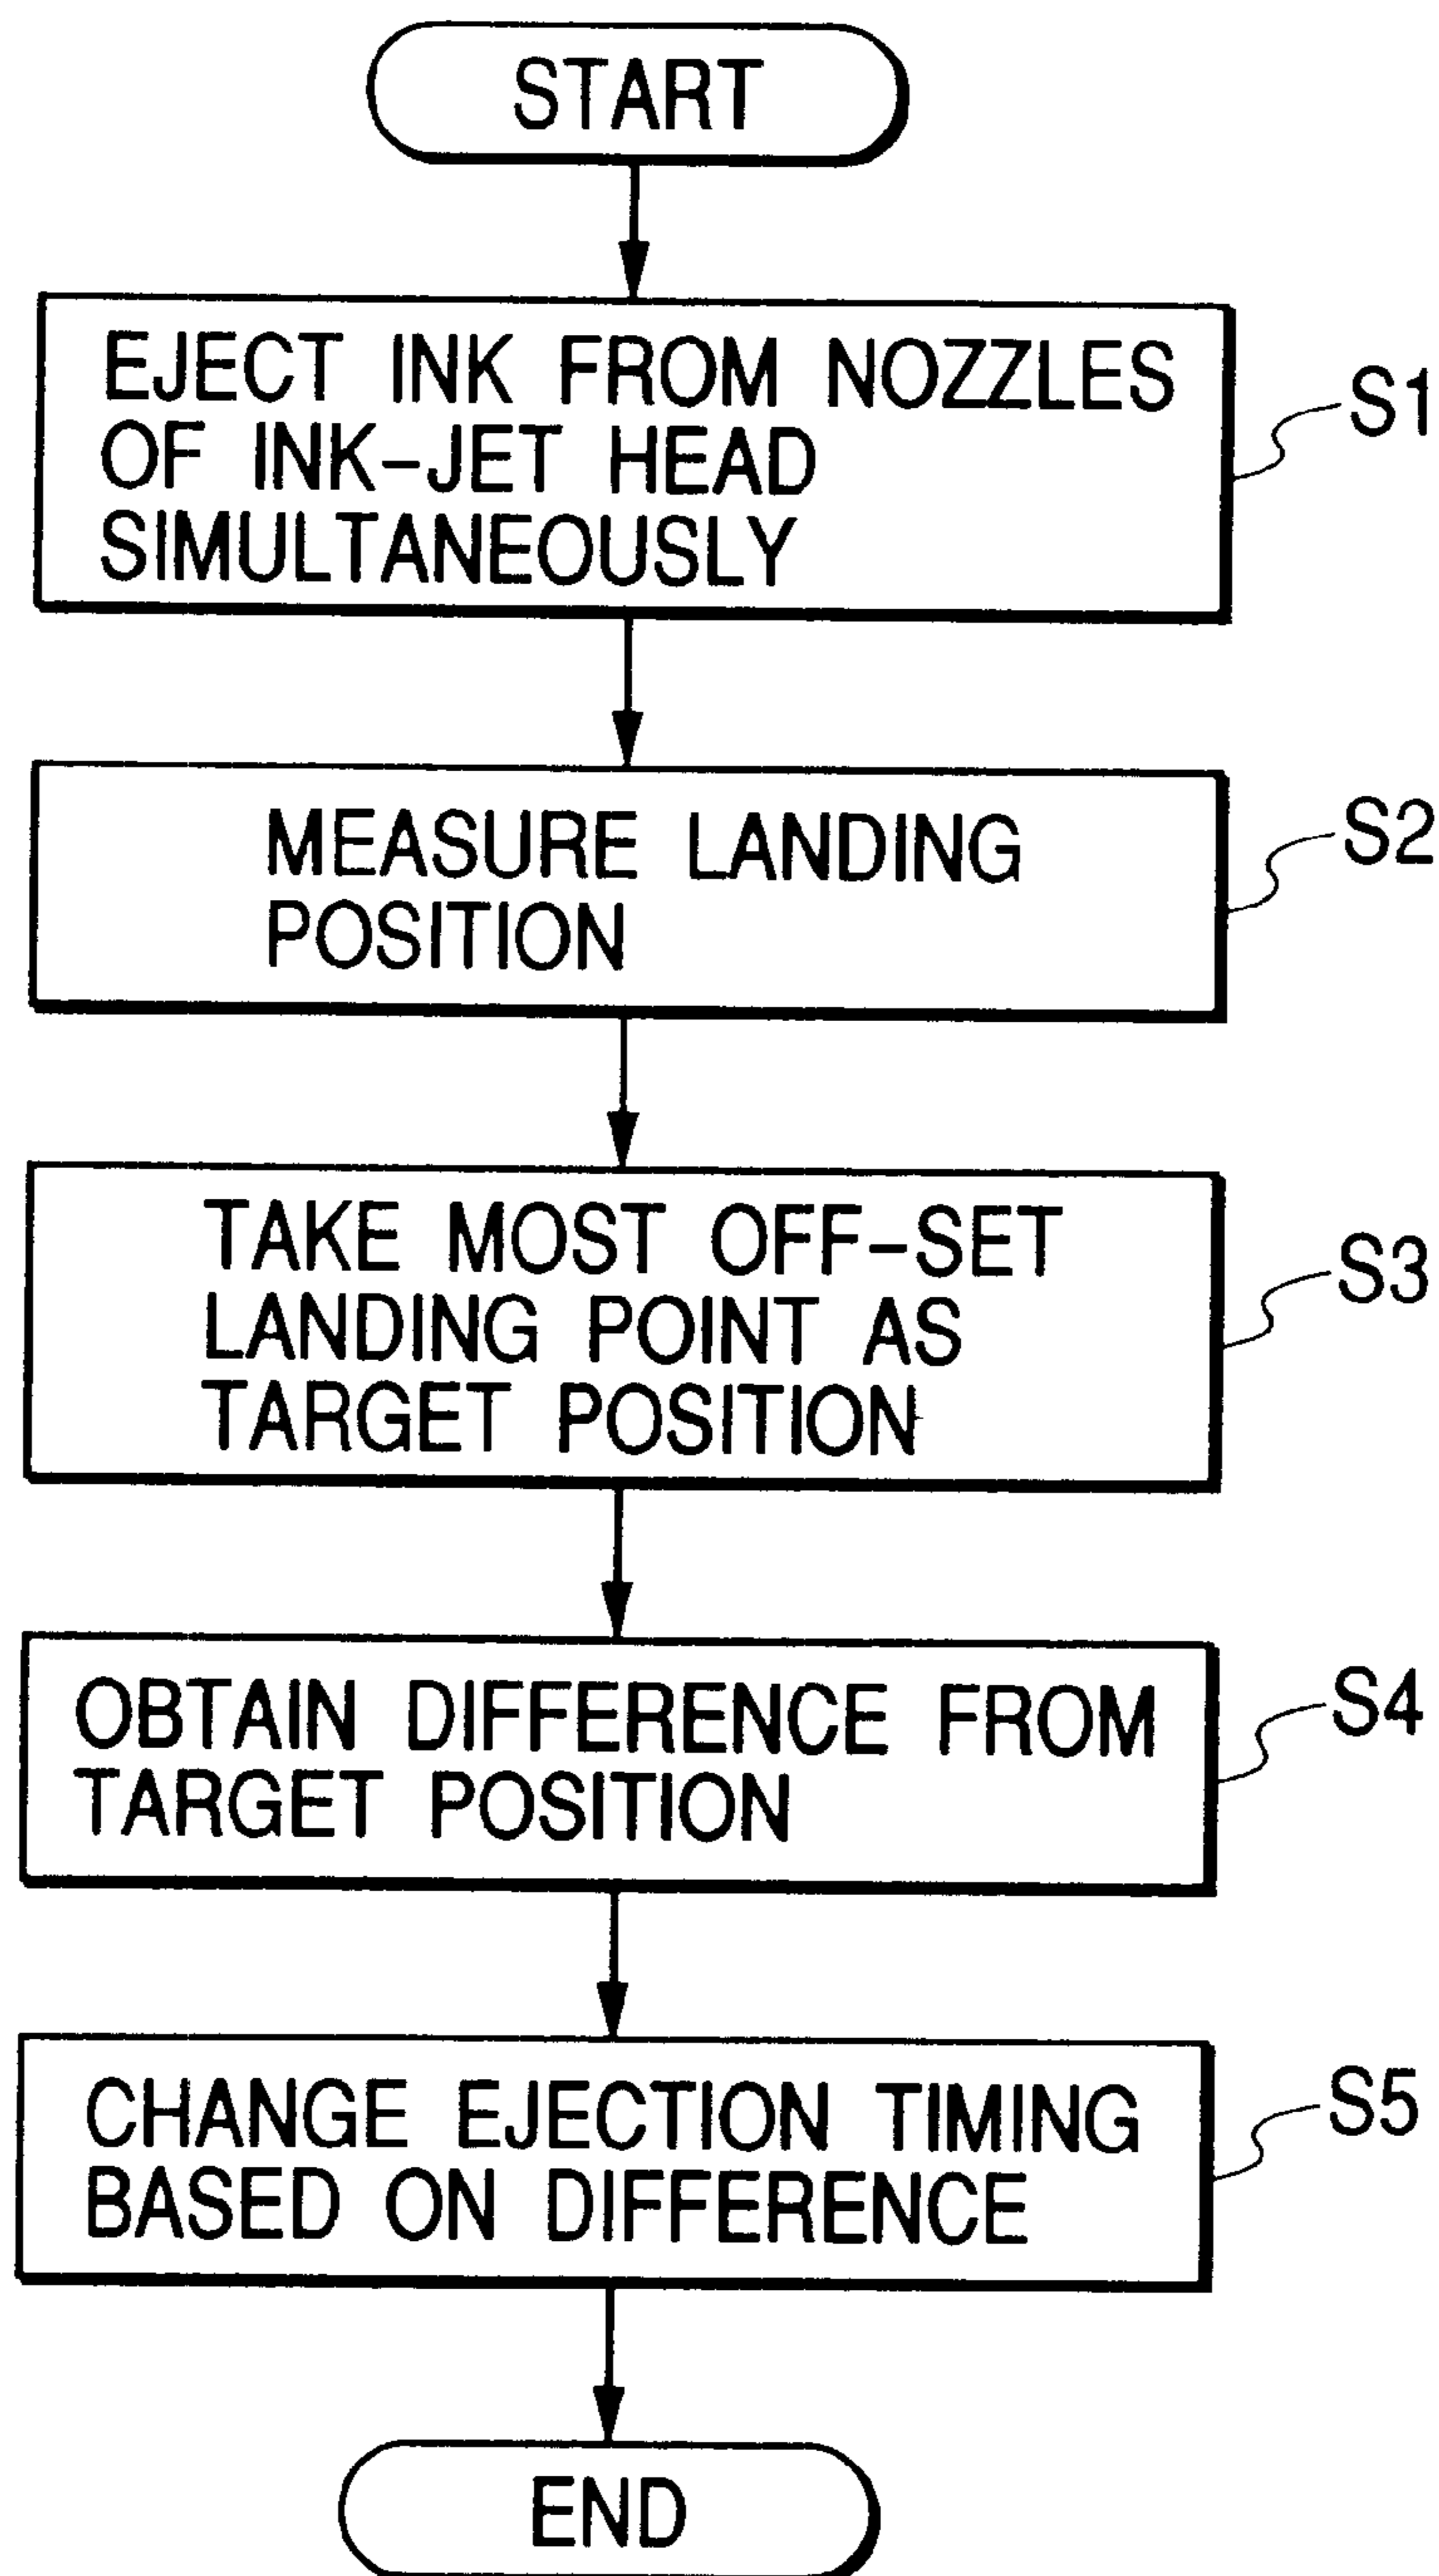 START
EJECT INK FROM NOZZLES
OF INK-JET HEAD
SIMULTANEOUSLY
S1
MEASURE LANDING
POSITION
S2
TAKE MOST OFF-SET
LANDING POINT AS
TARGET POSITION
S3
OBTAIN DIFFERENCE FROM
TARGET POSITION
S4
CHANGE EJECTION TIMING
BASED ON DIFFERENCE
S5
END